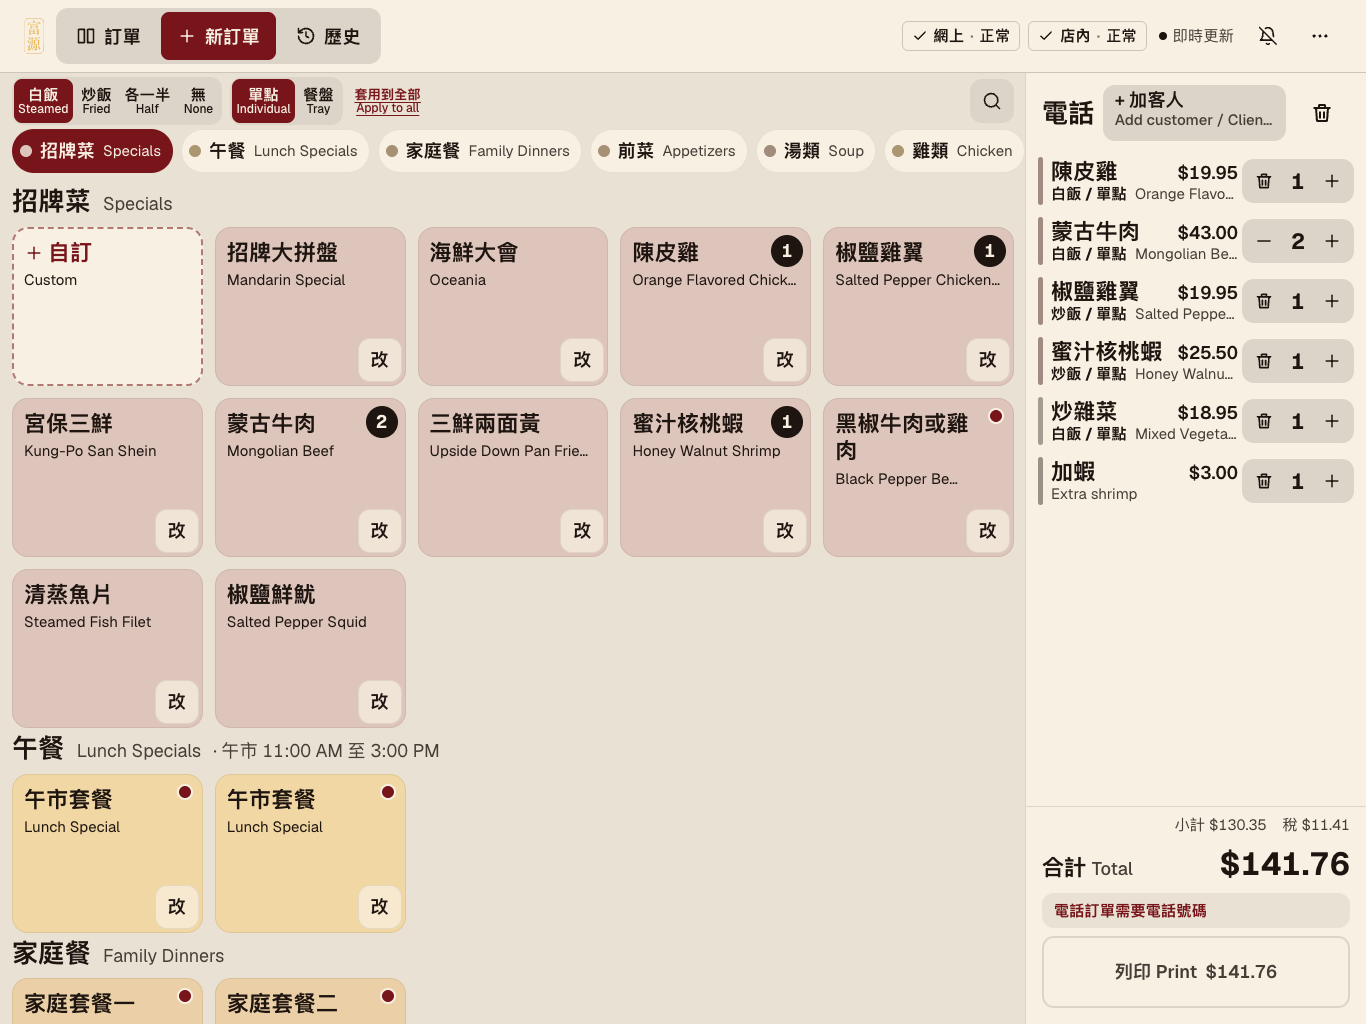 富源
訂單
新訂單
歷史
網上 · 正常
店內 · 正常
即時更新
白飯
Steamed
炒飯
Fried
各一半
Half
無
None
單點
Individual
餐盤
Tray
套用到全部
Apply to all
招牌菜 Specials
午餐 Lunch Specials
家庭餐 Family Dinners
前菜 Appetizers
湯類 Soup
雞類 Chicken
招牌菜 Specials
+ 自訂
Custom
招牌大拼盤
Mandarin Special
改
海鮮大會
Oceania
改
陳皮雞
1
Orange Flavored Chick...
改
椒鹽雞翼
1
Salted Pepper Chicken...
改
宮保三鮮
Kung-Po San Shein
改
蒙古牛肉
2
Mongolian Beef
改
三鮮兩面黃
Upside Down Pan Frie...
改
蜜汁核桃蝦
1
Honey Walnut Shrimp
改
黑椒牛肉或雞
肉
Black Pepper Be...
改
清蒸魚片
Steamed Fish Filet
改
椒鹽鮮魷
Salted Pepper Squid
改
午餐 Lunch Specials · 午市 11:00 AM 至 3:00 PM
午市套餐
Lunch Special
改
午市套餐
Lunch Special
改
家庭餐 Family Dinners
家庭套餐一
家庭套餐二
電話
+ 加客人
Add customer / Clien...
陳皮雞 $19.95
白飯 / 單點 Orange Flavo...
1
蒙古牛肉 $43.00
白飯 / 單點 Mongolian Be...
2
椒鹽雞翼 $19.95
炒飯 / 單點 Salted Peppe...
1
蜜汁核桃蝦 $25.50
炒飯 / 單點 Honey Walnu...
1
炒雜菜 $18.95
白飯 / 單點 Mixed Vegeta...
1
加蝦 $3.00
Extra shrimp
1
小計 $130.35 稅 $11.41
合計 Total $141.76
電話訂單需要電話號碼
列印 Print $141.76